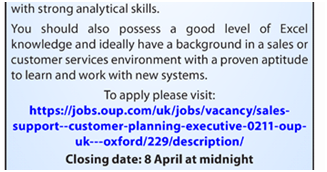 with strong analytical skills.
You should also possess a good level of Excel
knowledge and ideally have a background in a sales or
customer services environment with a proven aptitude
to learn and work with new systems.
To apply please visit:
https://jobs.oup.com/uk/jobs/vacancy/sales-
support--customer-planning-executive-0211-oup-
uk---oxford/229/description/
Closing date: 8 April at midnight